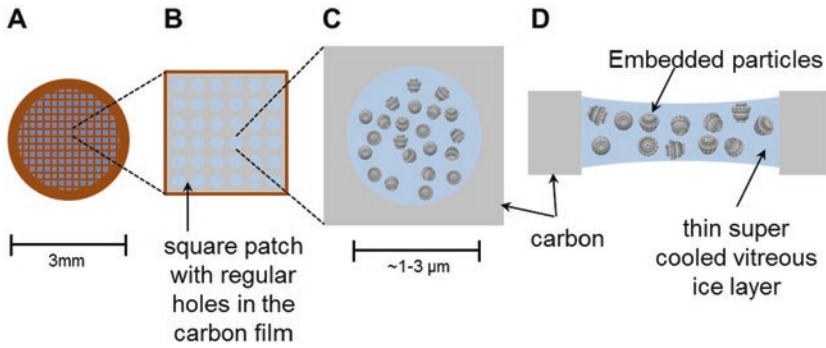 A
B
C
D
3mm
square patch
with regular
holes in the
carbon film
~1-3 µm
carbon
Embedded particles
thin super
cooled vitreous
ice layer